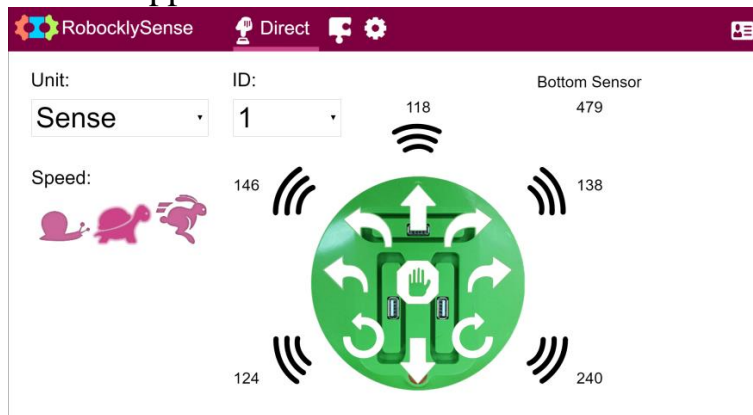 RobocklySense Direct
Unit: ID: Bottom Sensor
Sense 1 118 479
Speed: 146 138
124 240